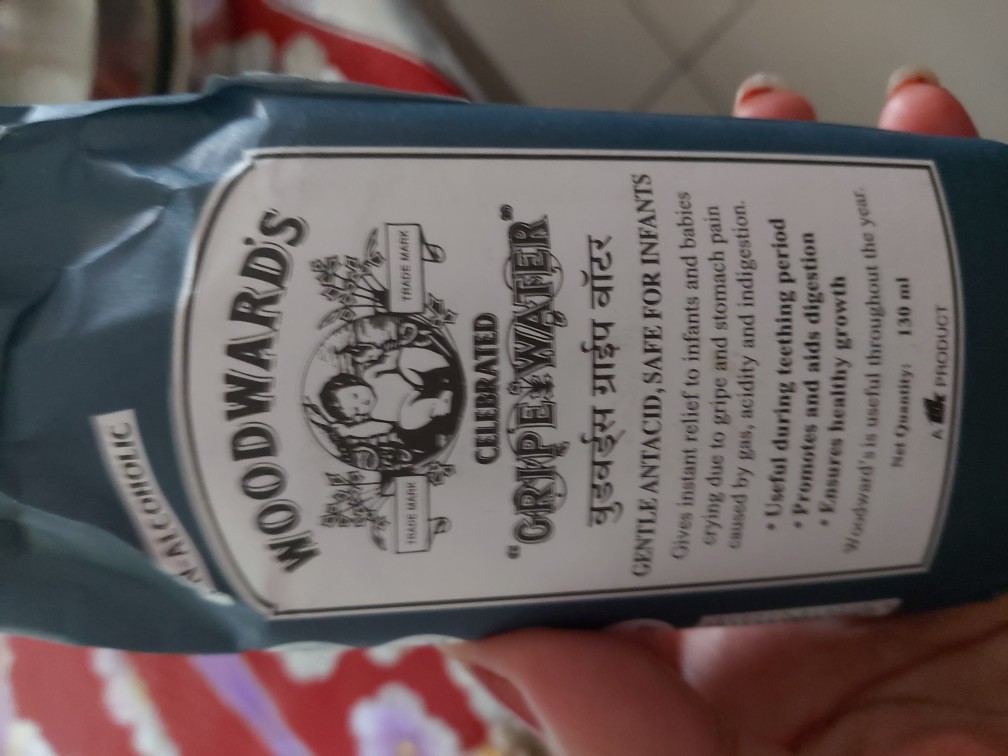 WOODWARD'S
TRADE MARK
TRADE MARK
CELEBRATED
"GRIPE WATER"
वुडवर्ड्स ग्राईप वॉटर
GENTLE ANTACID, SAFE FOR INFANTS
Gives instant relief to infants and babies
crying due to gripe and stomach pain
caused by gas, acidity and indigestion.
• Useful during teething period
• Promotes and aids digestion
• Ensures healthy growth
Woodward's is useful throughout the year.
Net Quantity: 130 ml
A PRODUCT
N-ALCOHOLIC